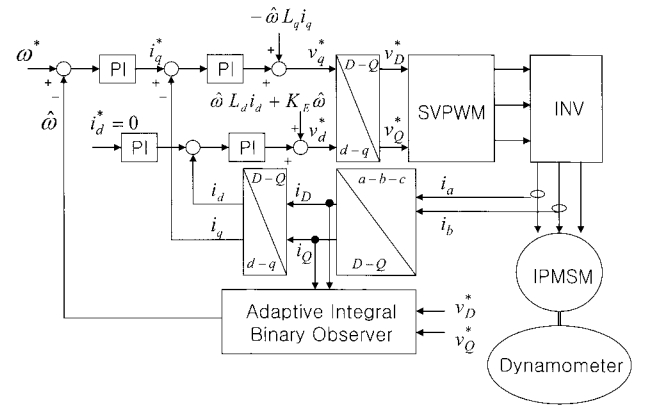 −ω̂ L_q i_q
ω*
PI
i_q*
PI
v_q*
D−Q
d−q
v_D*
v_Q*
SVPWM
INV
ω̂
ω̂ L_d i_d + K_E ω̂
i_d* = 0
PI
PI
v_d*
i_d
i_q
D−Q
d−q
i_D
i_Q
a−b−c
D−Q
i_a
i_b
IPMSM
Adaptive Integral
Binary Observer
v_D*
v_Q*
Dynamometer